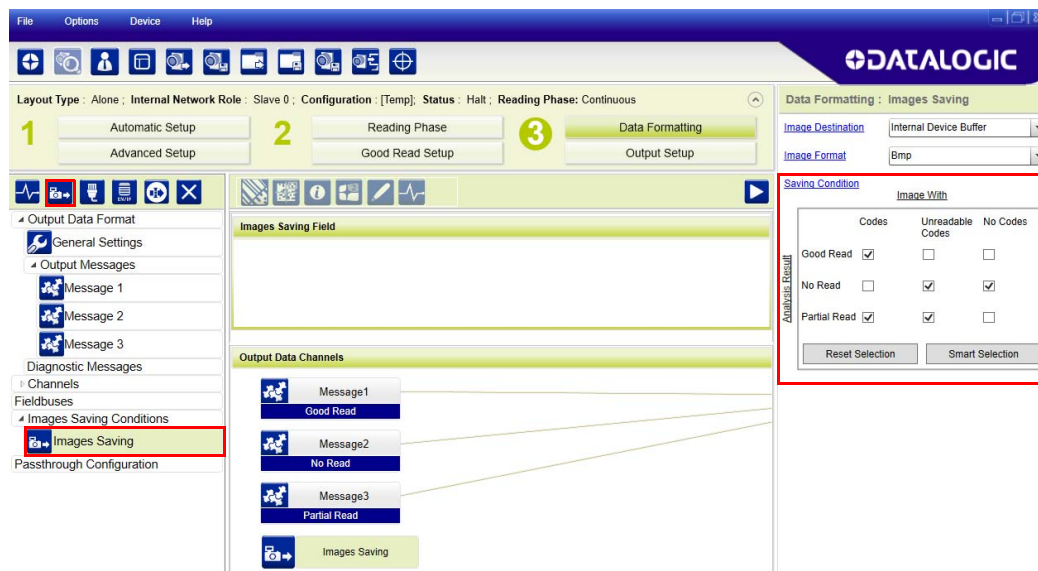 File Options Device Help
DATALOGIC
Layout Type : Alone ; Internal Network Role : Slave 0 ; Configuration : [Temp]; Status : Halt ; Reading Phase: Continuous
1 Automatic Setup 2 Reading Phase 3 Data Formatting
Advanced Setup Good Read Setup Output Setup
Data Formatting : Images Saving
Image Destination Internal Device Buffer
Image Format Bmp
EN/IP
Output Data Format
General Settings
Output Messages
Message 1
Message 2
Message 3
Diagnostic Messages
Channels
Fieldbuses
Images Saving Conditions
Images Saving
Passthrough Configuration
Images Saving Field
Output Data Channels
Message1
Good Read
Message2
No Read
Message3
Partial Read
Images Saving
Saving Condition
Image With
Codes Unreadable Codes No Codes
Analysis Result
Good Read
No Read
Partial Read
Reset Selection Smart Selection